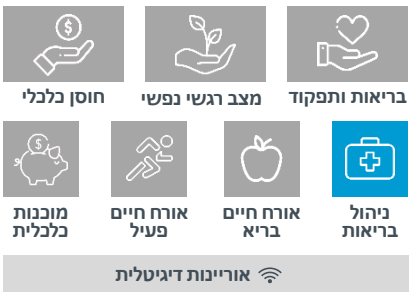 בריאות ותפקוד
מצב רגשי נפשי
חוסן כלכלי
ניהול
בריאות
אורח חיים
בריא
אורח חיים
פעיל
מוכנות
כלכלית
אוריינות דיגיטלית